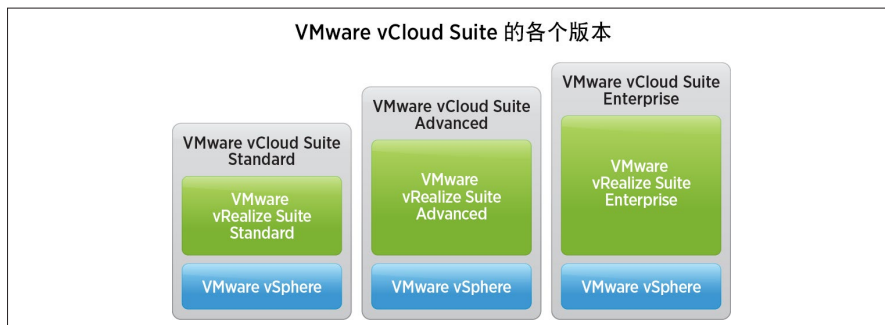 VMware vCloud Suite 的各个版本
VMware vCloud Suite
Standard
VMware
vRealize Suite
Standard
VMware vSphere
VMware vCloud Suite
Advanced
VMware
vRealize Suite
Advanced
VMware vSphere
VMware vCloud Suite
Enterprise
VMware
vRealize Suite
Enterprise
VMware vSphere